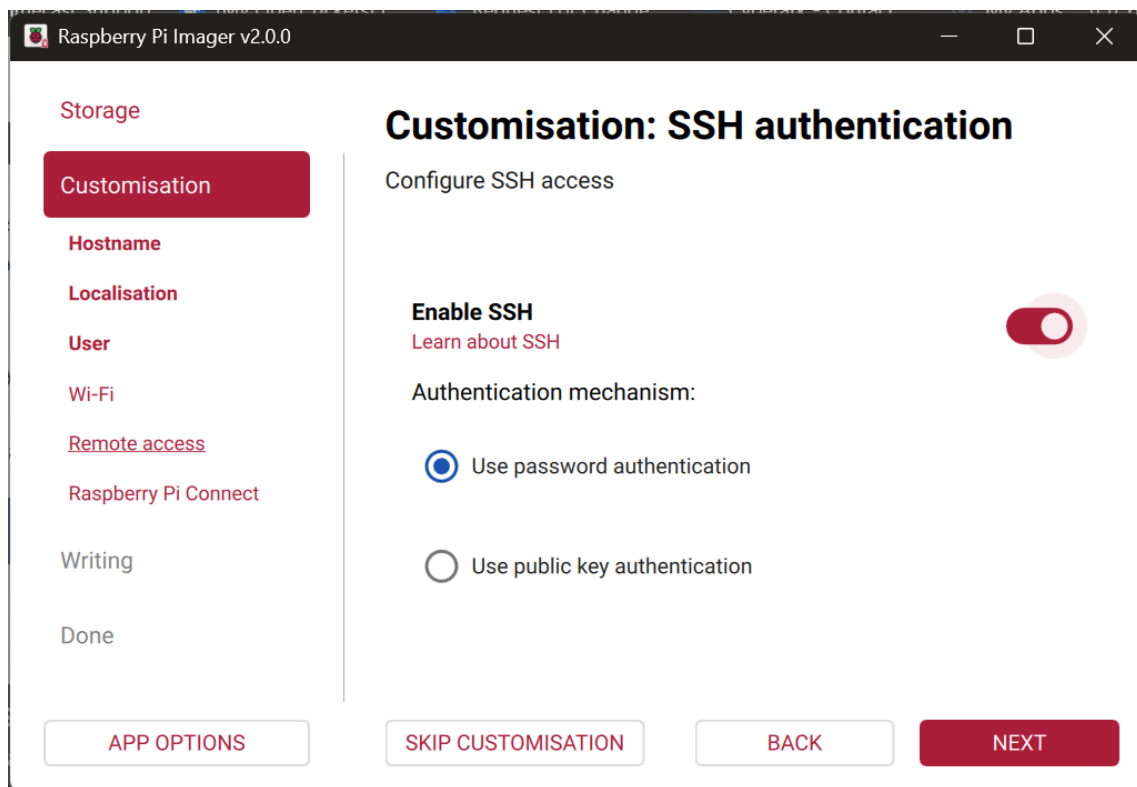 Raspberry Pi Imager v2.0.0
Storage
Customisation
Hostname
Localisation
User
Wi-Fi
Remote access
Raspberry Pi Connect
Writing
Done
Customisation: SSH authentication
Configure SSH access
Enable SSH
Learn about SSH
Authentication mechanism:
Use password authentication
Use public key authentication
APP OPTIONS
SKIP CUSTOMISATION
BACK
NEXT